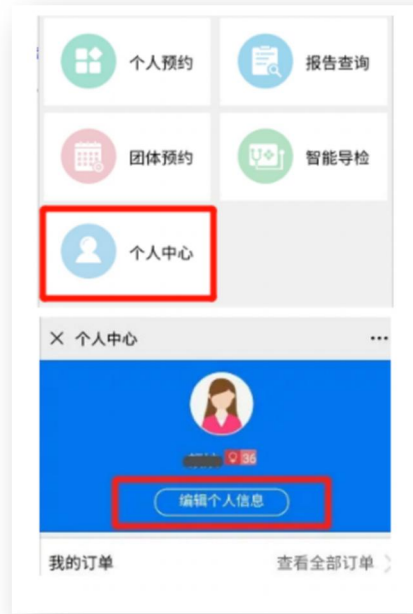 个人预约
报告查询
团体预约
智能导检
个人中心
个人中心
36
编辑个人信息
我的订单
查看全部订单